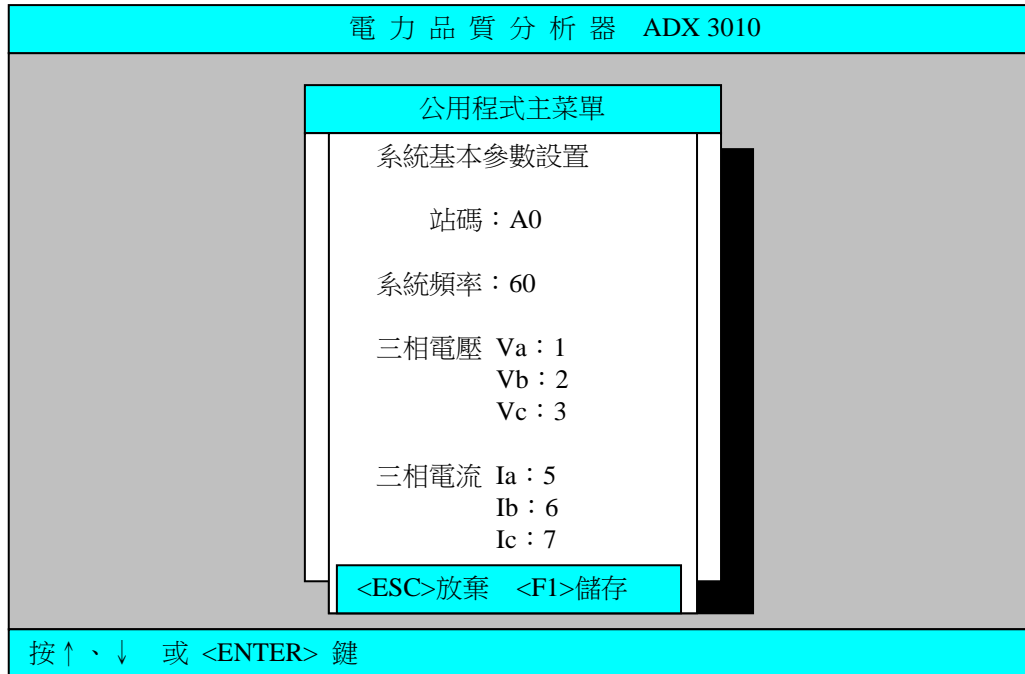 電力品質分析器 ADX 3010
公用程式主菜單
系統基本參數設置
站碼：A0
系統頻率：60
三相電壓 Va：1
Vb：2
Vc：3
三相電流 Ia：5
Ib：6
Ic：7
<ESC>放棄 <F1>儲存
按↑、↓ 或 <ENTER> 鍵